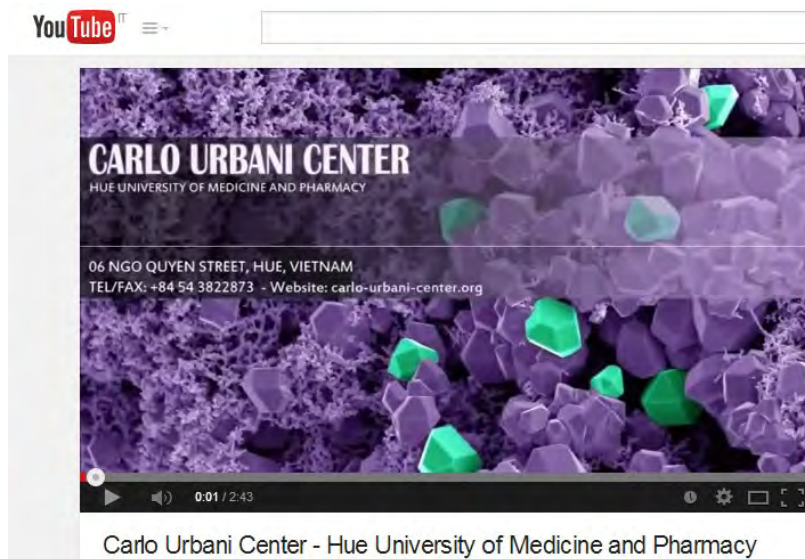 YouTube IT
CARLO URBANI CENTER
HUE UNIVERSITY OF MEDICINE AND PHARMACY
06 NGO QUYEN STREET, HUE, VIETNAM
TEL/FAX: +84 54 3822873 - Website: carlo-urbani-center.org
0:01 / 2:43
Carlo Urbani Center - Hue University of Medicine and Pharmacy